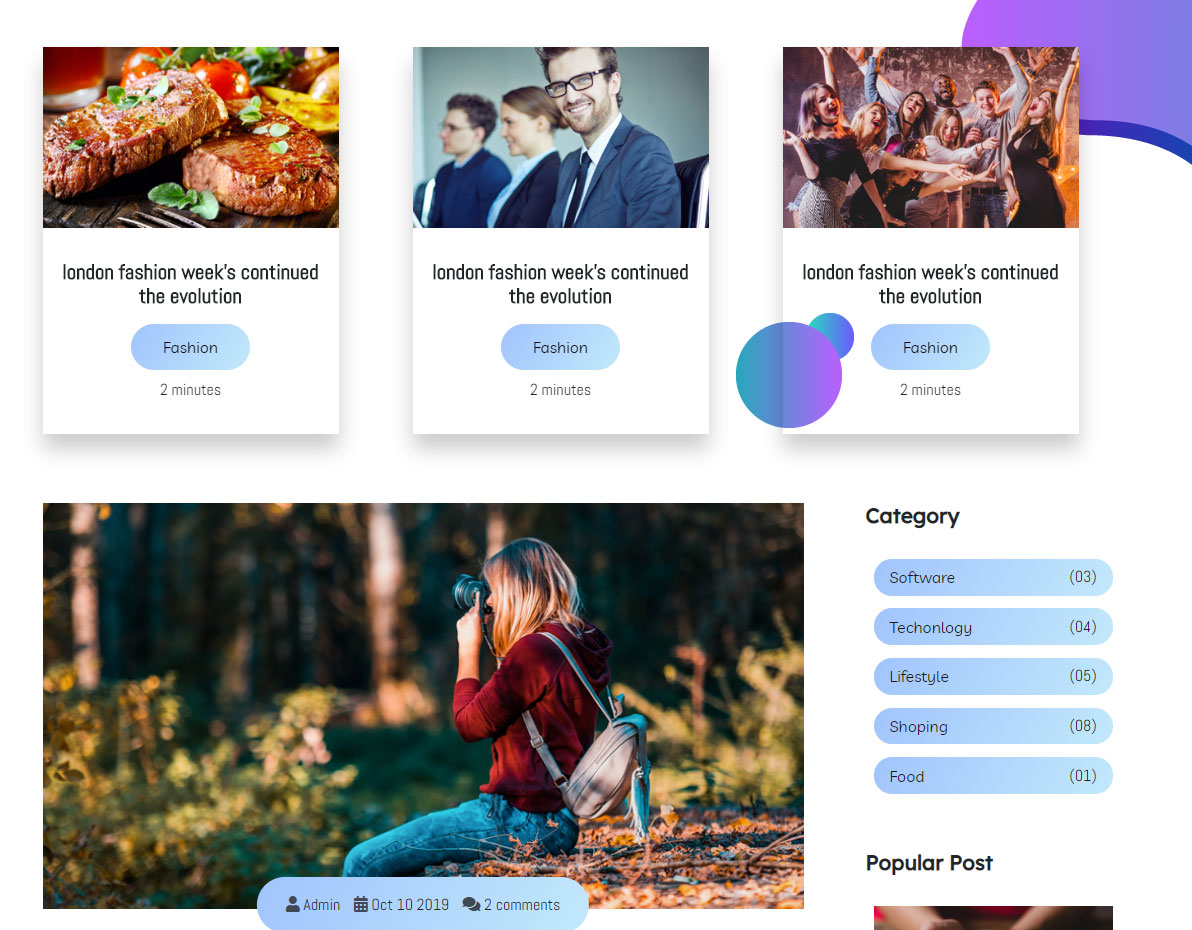 london fashion week's continued
the evolution
Fashion
2 minutes
london fashion week's continued
the evolution
Fashion
2 minutes
london fashion week's continued
the evolution
Fashion
2 minutes
Admin Oct 10 2019 2 comments
Category
Software (03)
Techonlogy (04)
Lifestyle (05)
Shoping (08)
Food (01)
Popular Post